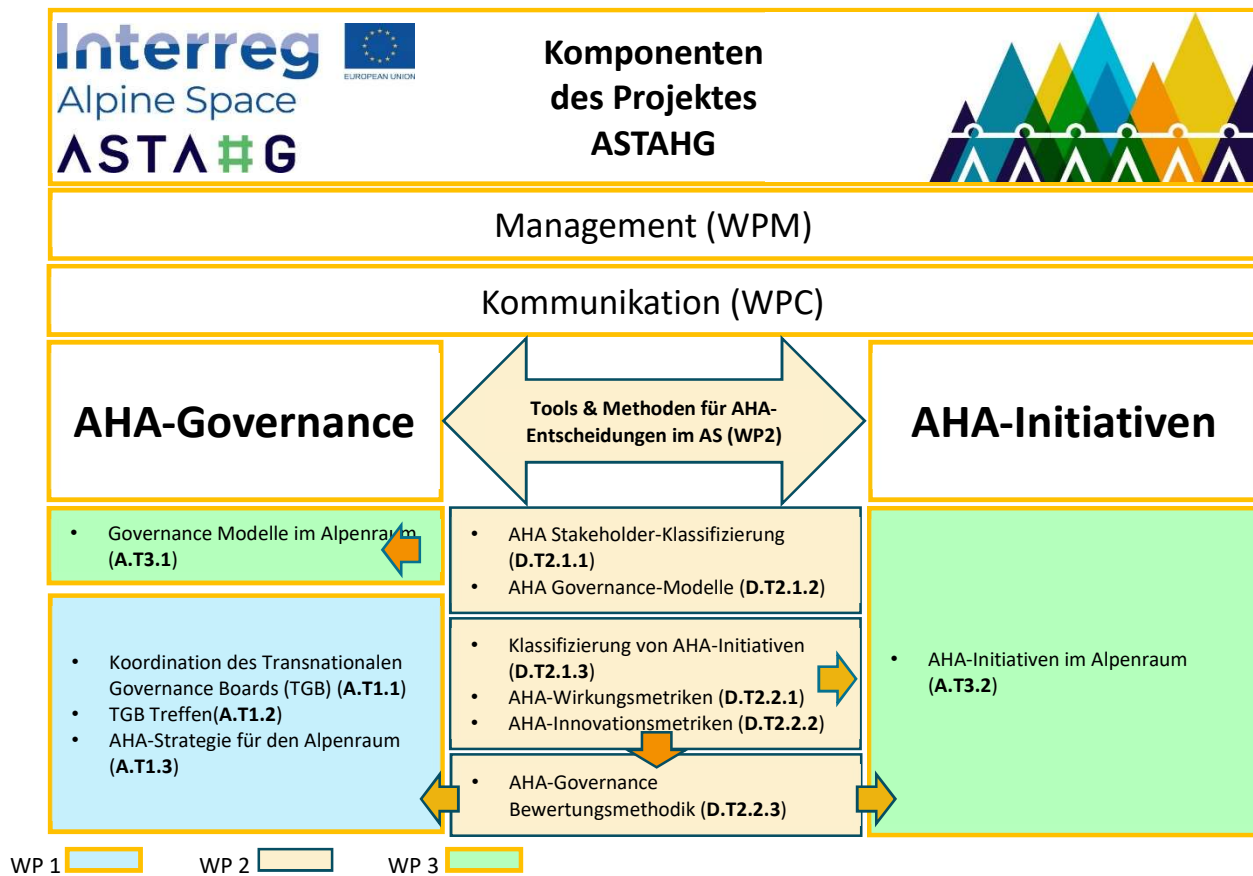 Interreg
EUROPEAN UNION
Alpine Space
ASTAHG
Komponenten
des Projektes
ASTAHG
Management (WPM)
Kommunikation (WPC)
AHA-Governance
Tools & Methoden für AHA-
Entscheidungen im AS (WP2)
AHA-Initiativen
• Governance Modelle im Alpenraum
(A.T3.1)
• AHA Stakeholder-Klassifizierung
(D.T2.1.1)
• AHA Governance-Modelle (D.T2.1.2)
• Koordination des Transnationalen
Governance Boards (TGB) (A.T1.1)
• TGB Treffen(A.T1.2)
• AHA-Strategie für den Alpenraum
(A.T1.3)
• Klassifizierung von AHA-Initiativen
(D.T2.1.3)
• AHA-Wirkungsmetriken (D.T2.2.1)
• AHA-Innovationsmetriken (D.T2.2.2)
• AHA-Governance
Bewertungsmethodik (D.T2.2.3)
• AHA-Initiativen im Alpenraum
(A.T3.2)
WP 1
WP 2
WP 3